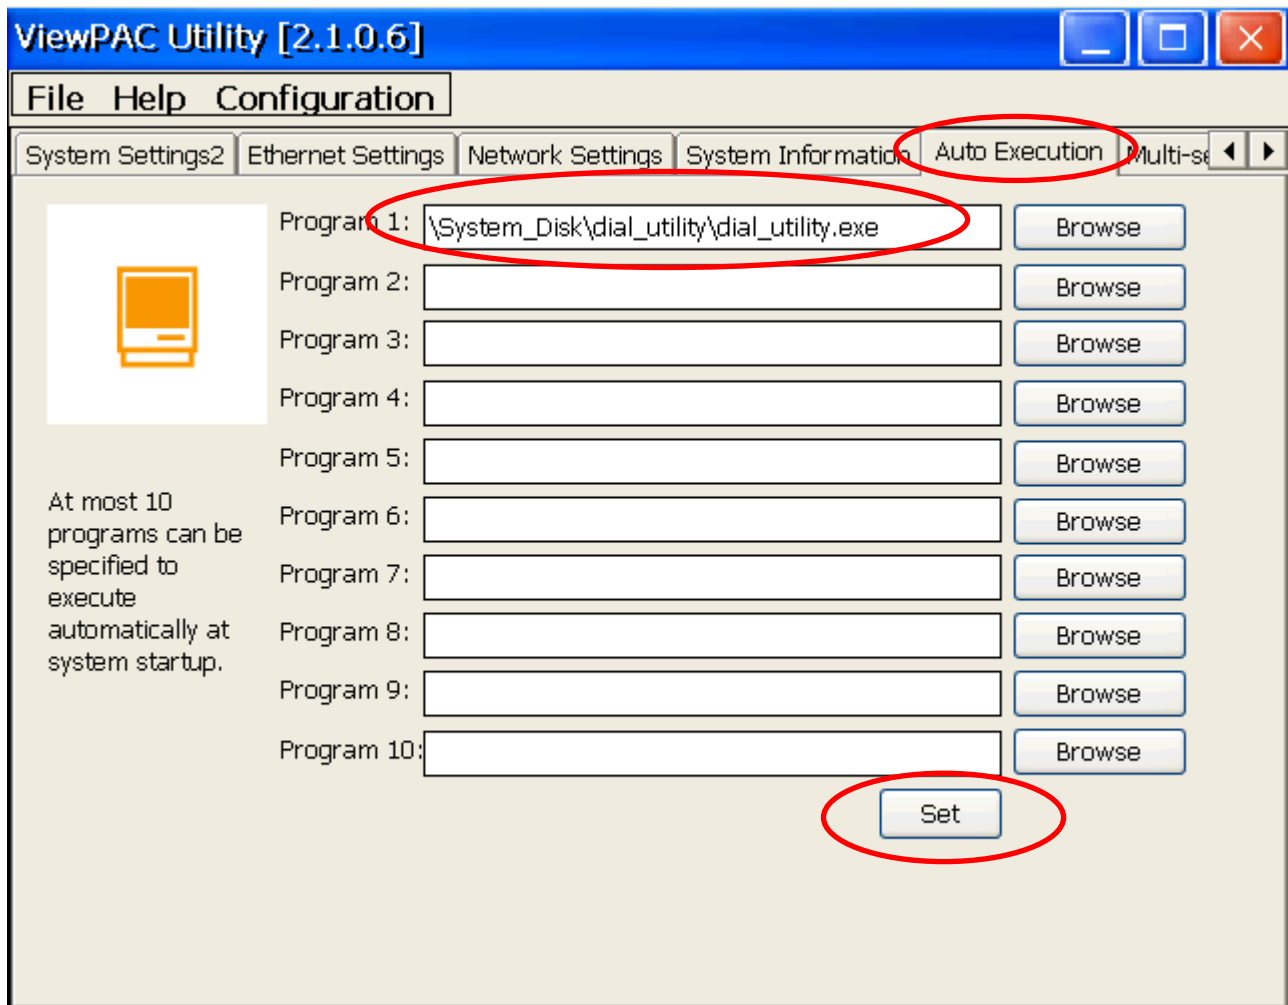 ViewPAC Utility [2.1.0.6]
File Help Configuration
System Settings2 Ethernet Settings Network Settings System Information Auto Execution Multi-se
Program 1: \System_Disk\dial_utility\dial_utility.exe Browse
Program 2: Browse
Program 3: Browse
Program 4: Browse
Program 5: Browse
Program 6: Browse
Program 7: Browse
Program 8: Browse
Program 9: Browse
Program 10: Browse
At most 10
programs can be
specified to
execute
automatically at
system startup.
Set